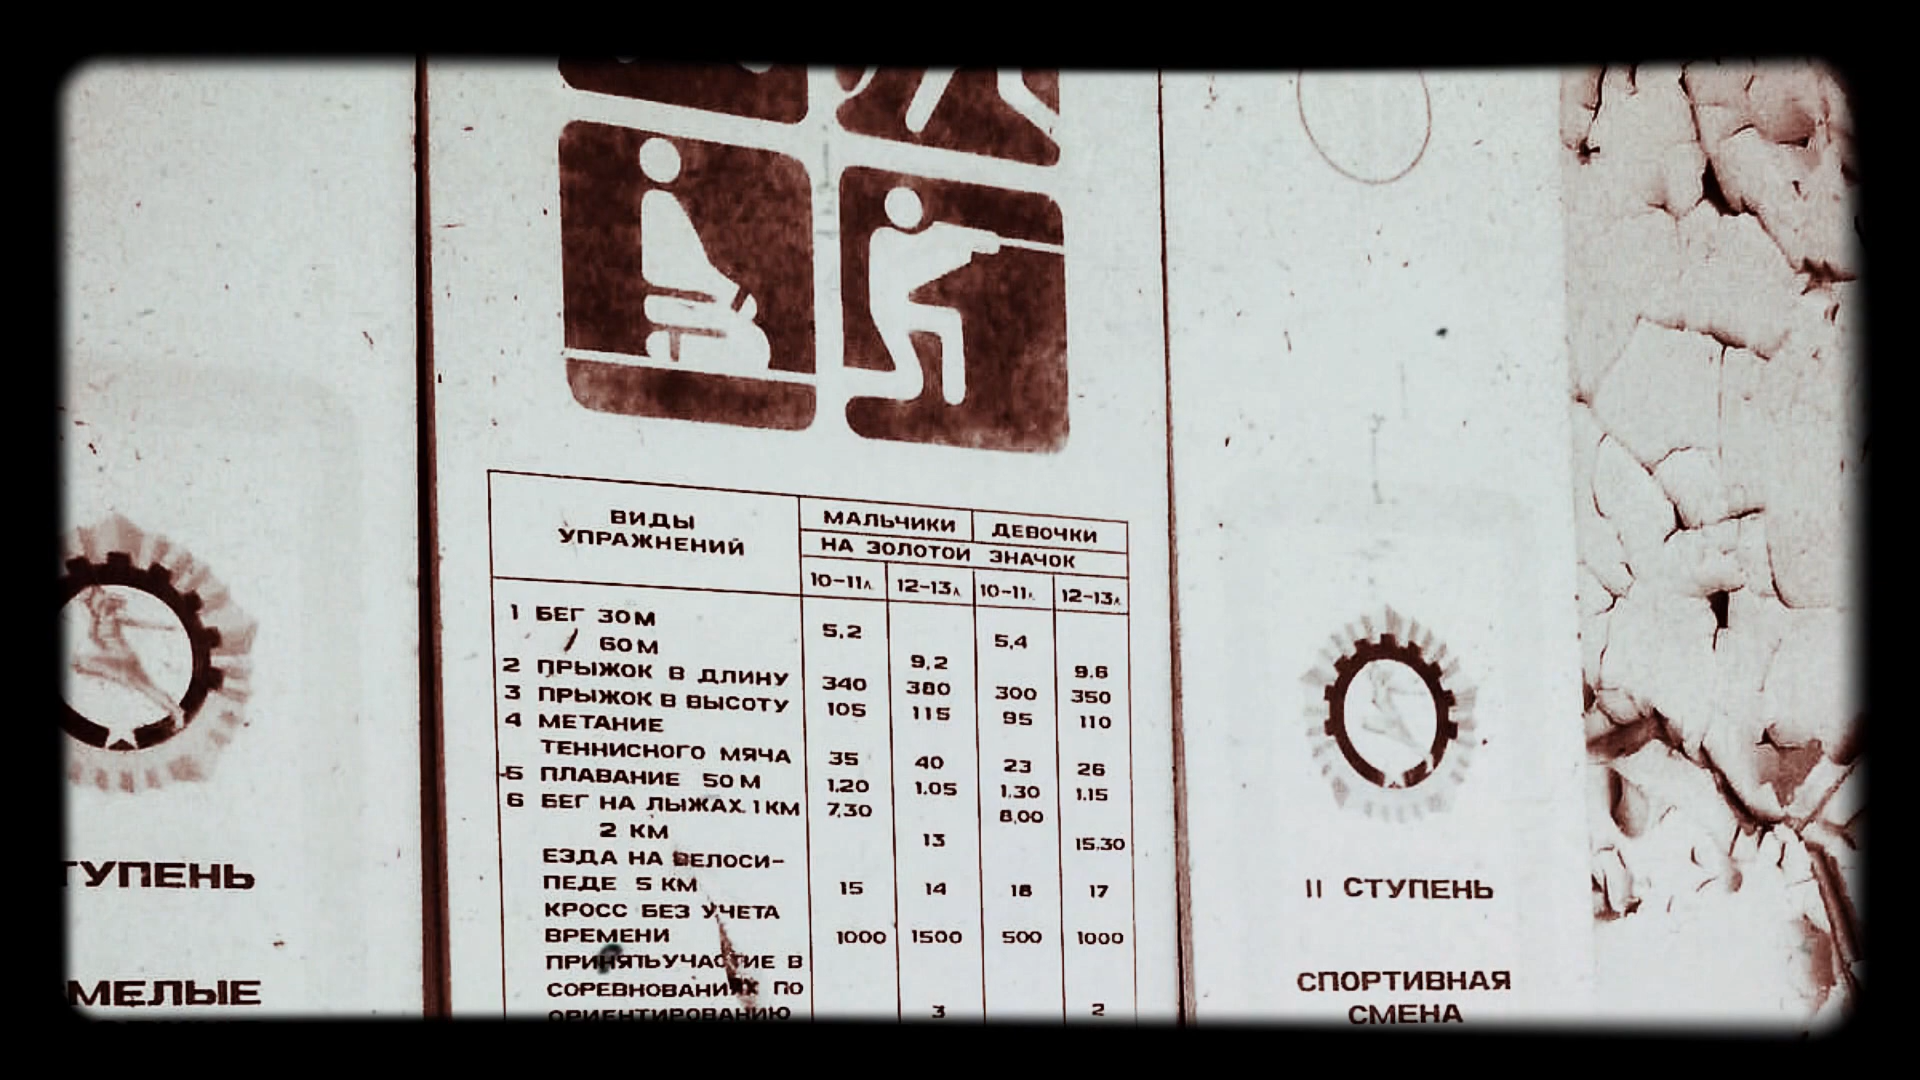 ВИДЫ
УПРАЖНЕНИЙ
МАЛЬЧИКИ ДЕВОЧКИ
НА ЗОЛОТОЙ ЗНАЧОК
10-11л. 12-13л. 10-11л. 12-13л.
1 БЕГ 30М 5,2 5,4
60М 9,2 9,6
2 ПРЫЖОК В ДЛИНУ 340 380 300 350
3 ПРЫЖОК В ВЫСОТУ 105 115 95 110
4 МЕТАНИЕ
ТЕННИСНОГО МЯЧА 35 40 23 26
5 ПЛАВАНИЕ 50М 1,20 1,05 1,30 1,15
6 БЕГ НА ЛЫЖАХ 1КМ 7,30 8,00
2 КМ 13 15,30
ЕЗДА НА ВЕЛОСИ-
ПЕДЕ 5 КМ 15 14 18 17
КРОСС БЕЗ УЧЕТА
ВРЕМЕНИ 1000 1500 500 1000
ПРИНЯТЬ УЧАСТИЕ В
СОРЕВНОВАНИЯХ ПО
ОРИЕНТИРОВАНИЮ 3 2
ТУПЕНЬ
МЕЛЫЕ
II СТУПЕНЬ
СПОРТИВНАЯ
СМЕНА